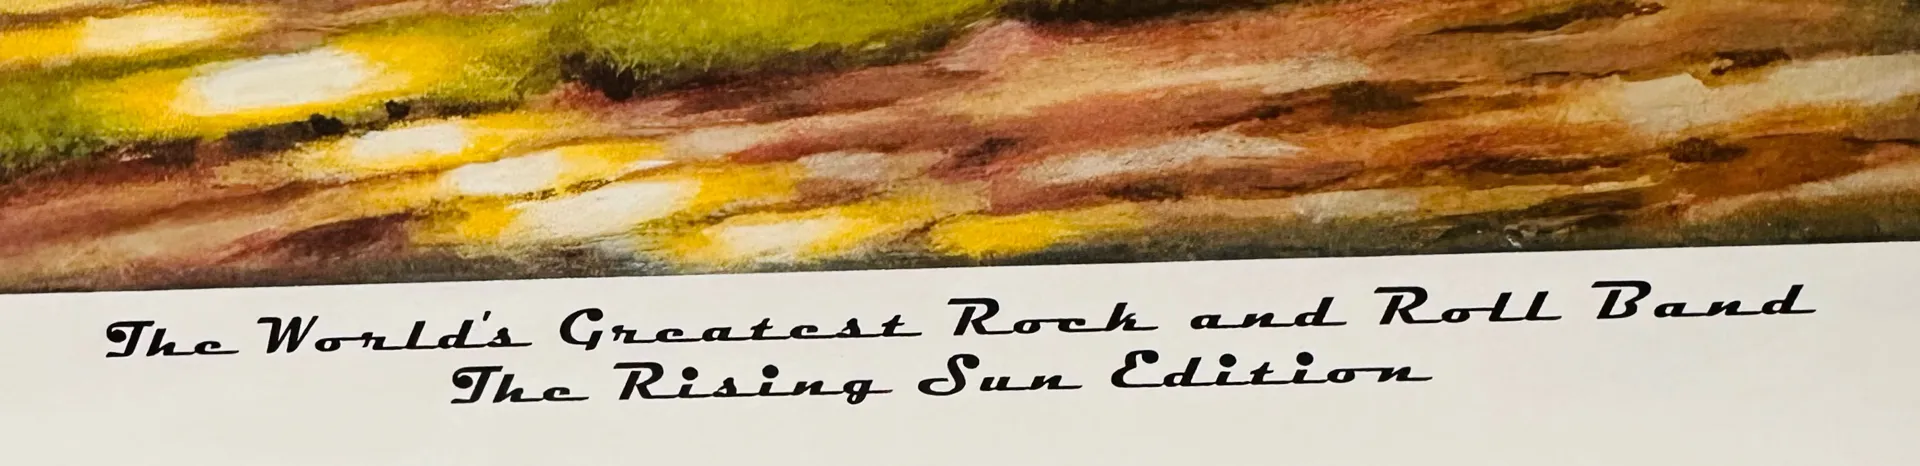 The World's Greatest Rock and Roll Band
The Rising Sun Edition